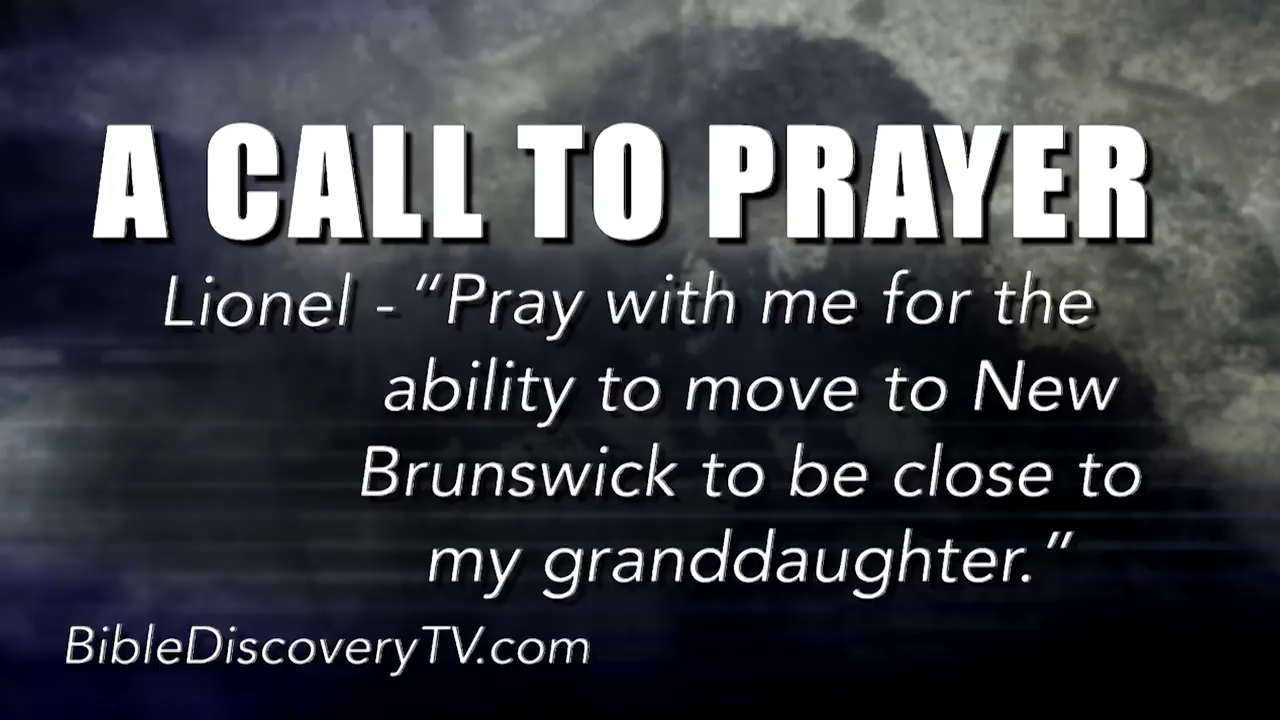 A CALL TO PRAYER
Lionel - “Pray with me for the
ability to move to New
Brunswick to be close to
my granddaughter.”
BibleDiscoveryTV.com